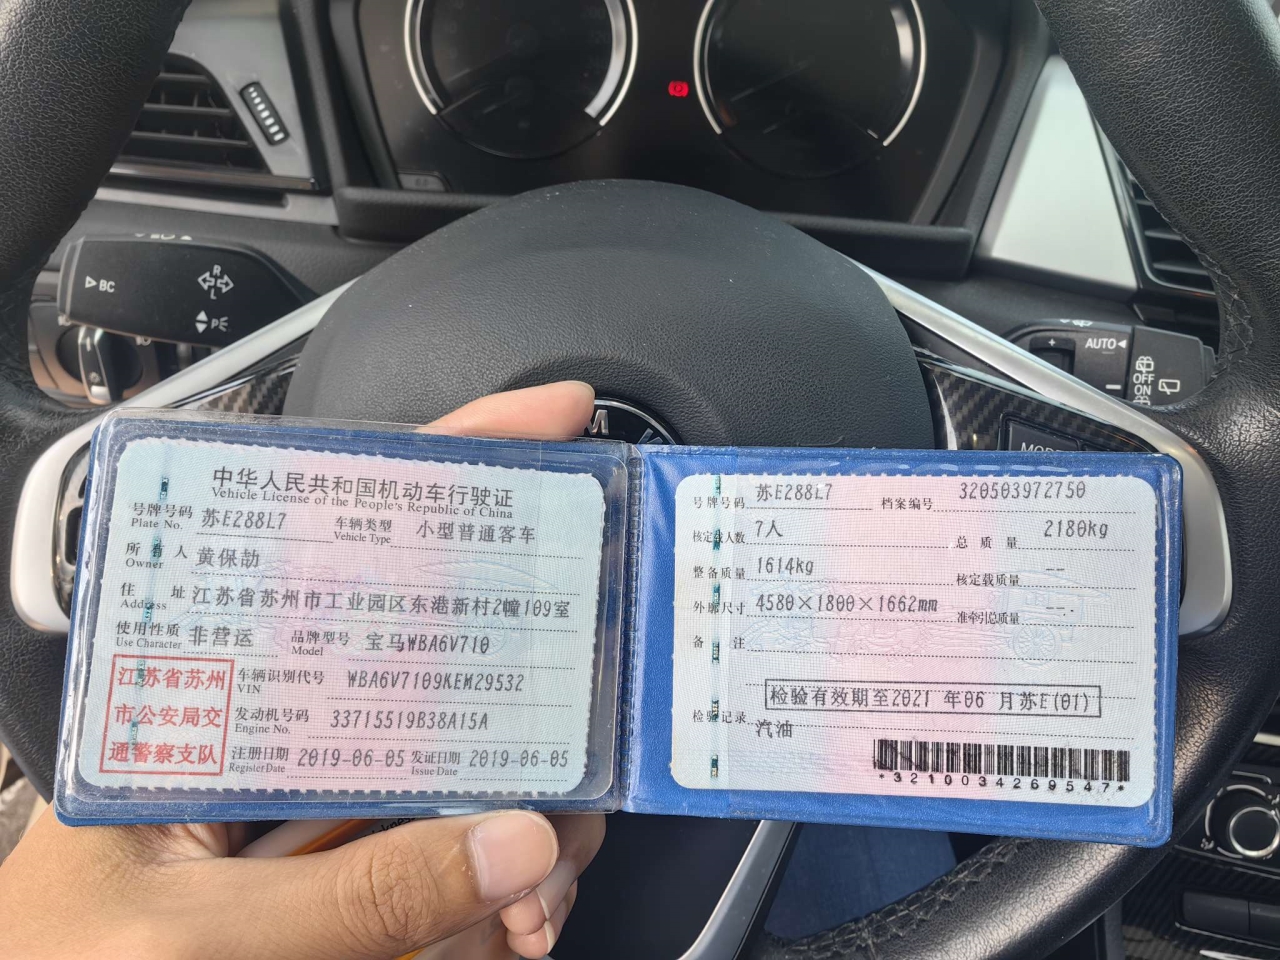 BC
R
L
AUTO
OFF
ON
M
中华人民共和国机动车行驶证
Vehicle License of the People's Republic of China
号牌号码 苏E288L7 车辆类型 小型普通客车
Plate No. Vehicle Type
所有人 黄保劼
Owner
住址 江苏省苏州市工业园区东港新村2幢109室
Address
使用性质 非营运 品牌型号 宝马WBA6V710
Use Character Model
江苏省苏州
市公安局交
通警察支队
车辆识别代号 WBA6V7109KEM29532
VIN
发动机号码 33715519B38A15A
Engine No.
注册日期 2019-06-05 发证日期 2019-06-05
Register Date Issue Date
号牌号码 苏E288L7 档案编号 320503972750
核定载人数 7人 总质量 2180kg
整备质量 1614kg 核定载质量 --
外廓尺寸 4580×1800×1662mm 准牵引总质量 --
备注
检验有效期至2021年06月苏E(01)
检验记录
汽油
*3210034269547*